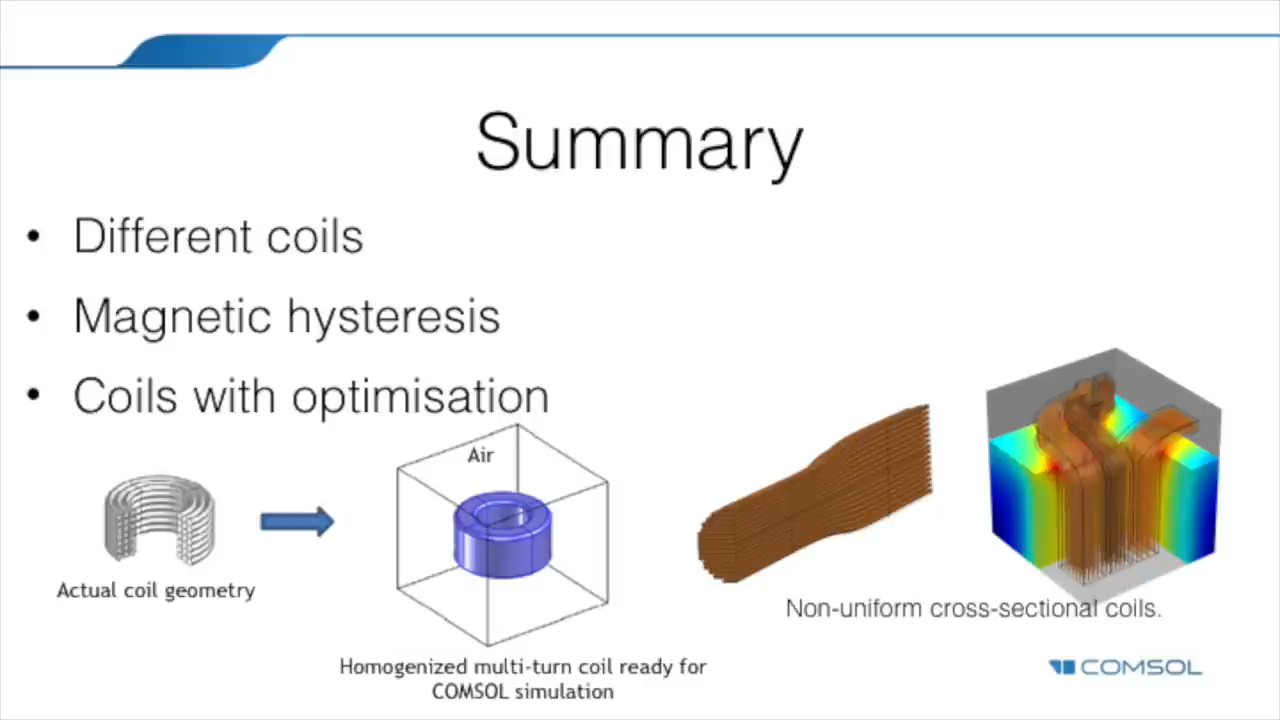 Summary
• Different coils
• Magnetic hysteresis
• Coils with optimisation
Air
Actual coil geometry
Homogenized multi-turn coil ready for
COMSOL simulation
Non-uniform cross-sectional coils.
COMSOL